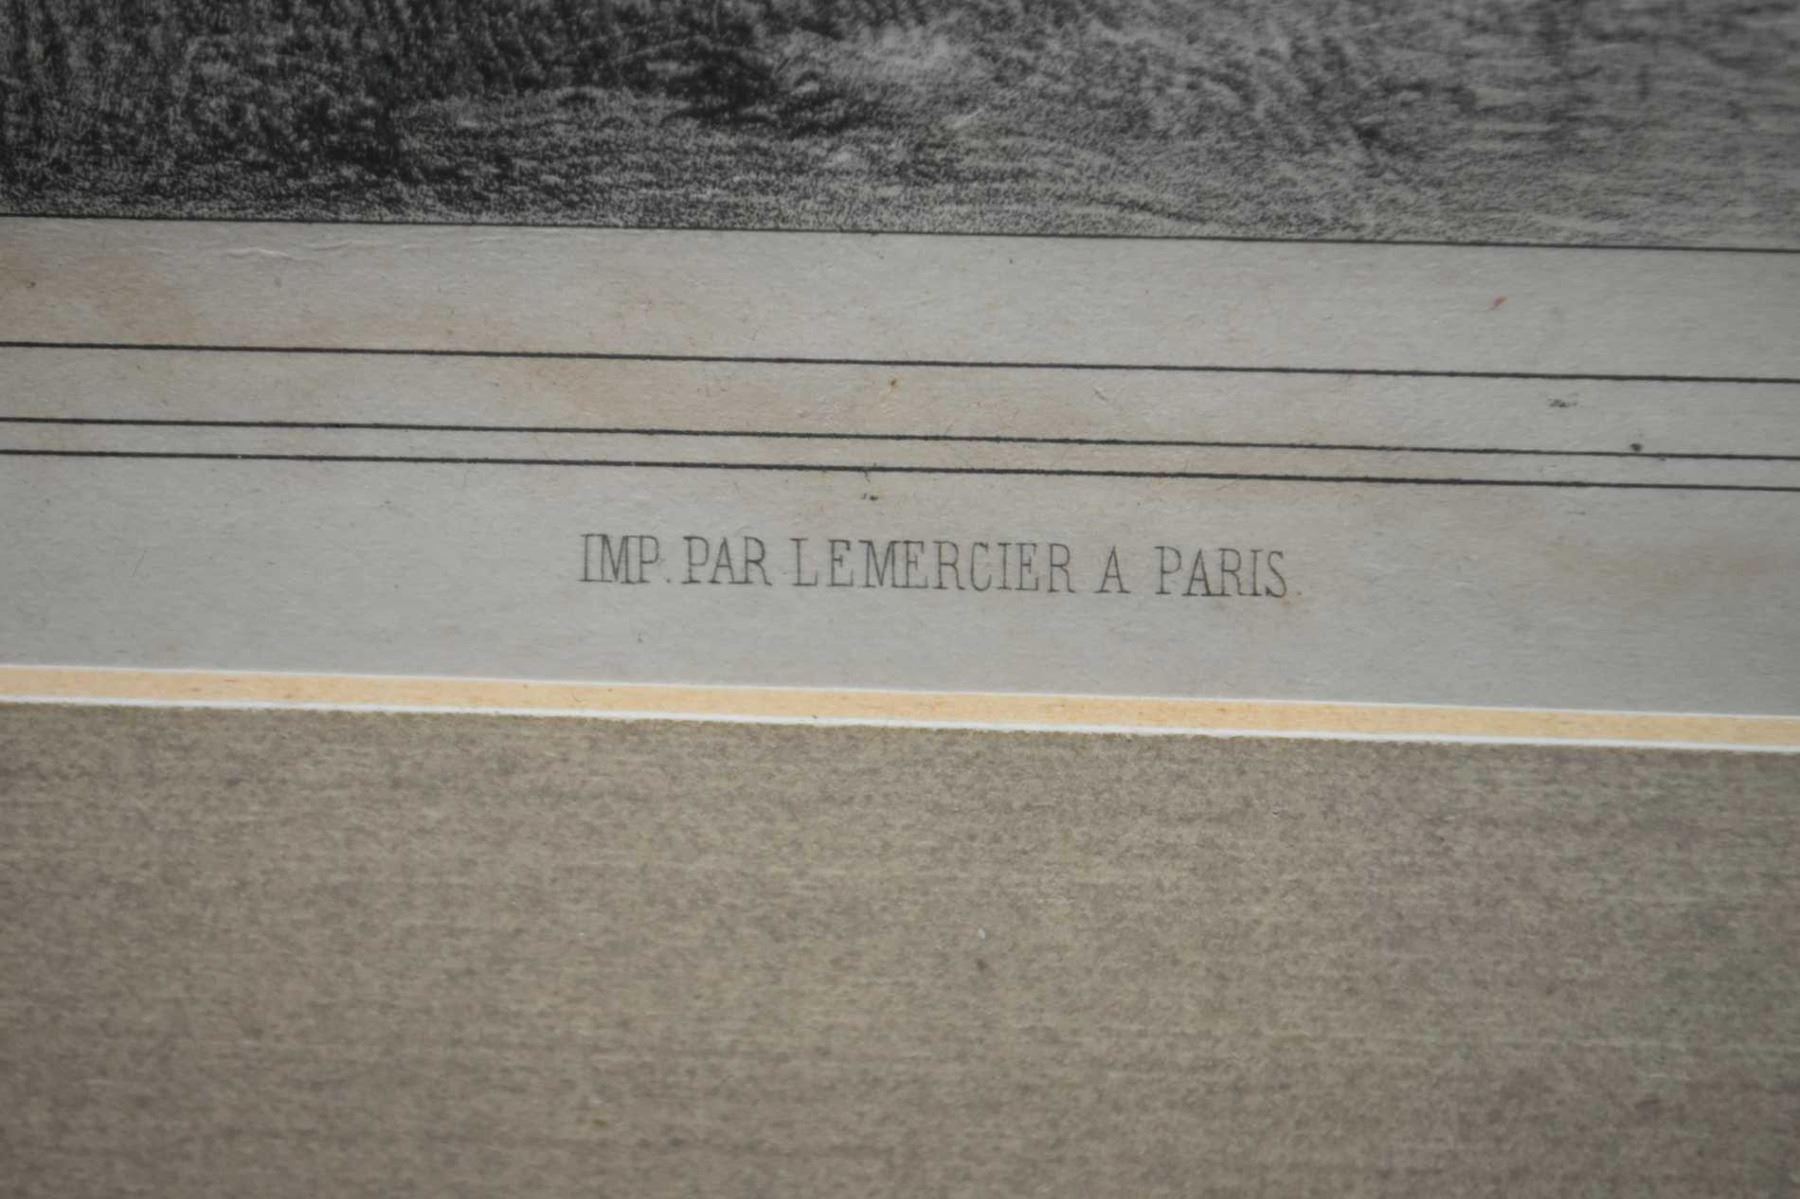 IMP. PAR LEMERCIER A PARIS.